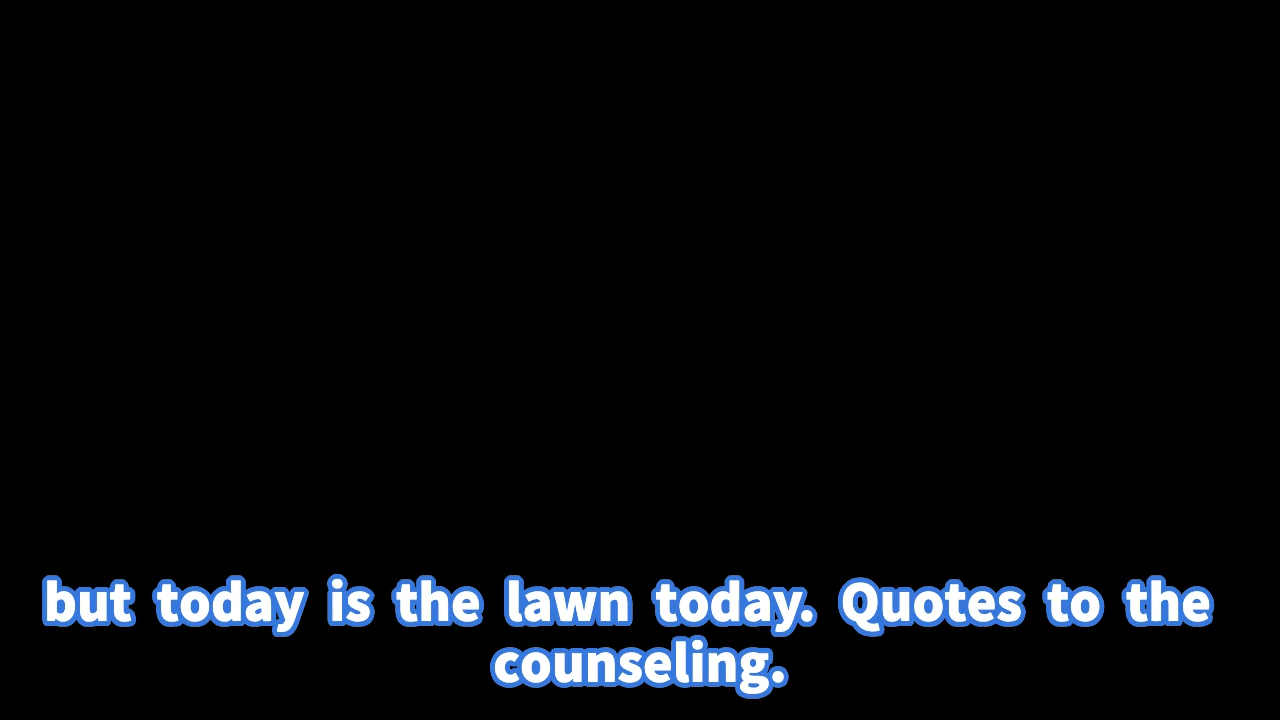 but today is the lawn today. Quotes to the
counseling.